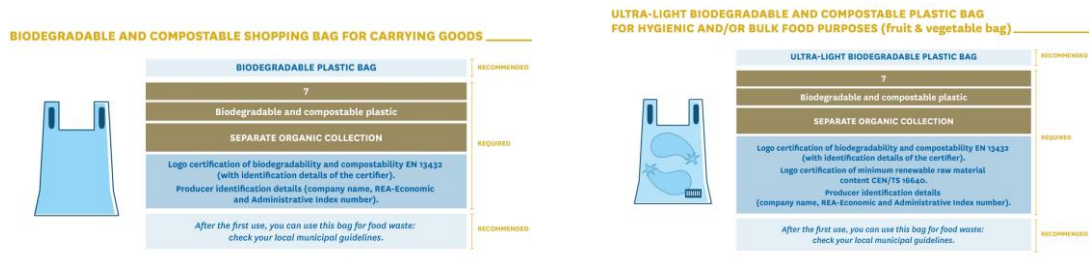 BIODEGRADABLE AND COMPOSTABLE SHOPPING BAG FOR CARRYING GOODS
BIODEGRADABLE PLASTIC BAG
RECOMMENDED
7
Biodegradable and compostable plastic
SEPARATE ORGANIC COLLECTION
REQUIRED
Logo certification of biodegradability and compostability EN 13432
(with identification details of the certifier).
Producer identification details (company name, REA-Economic
and Administrative Index number).
After the first use, you can use this bag for food waste:
check your local municipal guidelines.
RECOMMENDED
ULTRA-LIGHT BIODEGRADABLE AND COMPOSTABLE PLASTIC BAG
FOR HYGIENIC AND/OR BULK FOOD PURPOSES (fruit & vegetable bag)
ULTRA-LIGHT BIODEGRADABLE PLASTIC BAG
RECOMMENDED
7
Biodegradable and compostable plastic
SEPARATE ORGANIC COLLECTION
REQUIRED
Logo certification of biodegradability and compostability EN 13432
(with identification details of the certifier).
Logo certification of minimum renewable raw material
content CEN/TS 16640.
Producer identification details
(company name, REA-Economic and Administrative Index number).
After the first use, you can use this bag for food waste:
check your local municipal guidelines.
RECOMMENDED